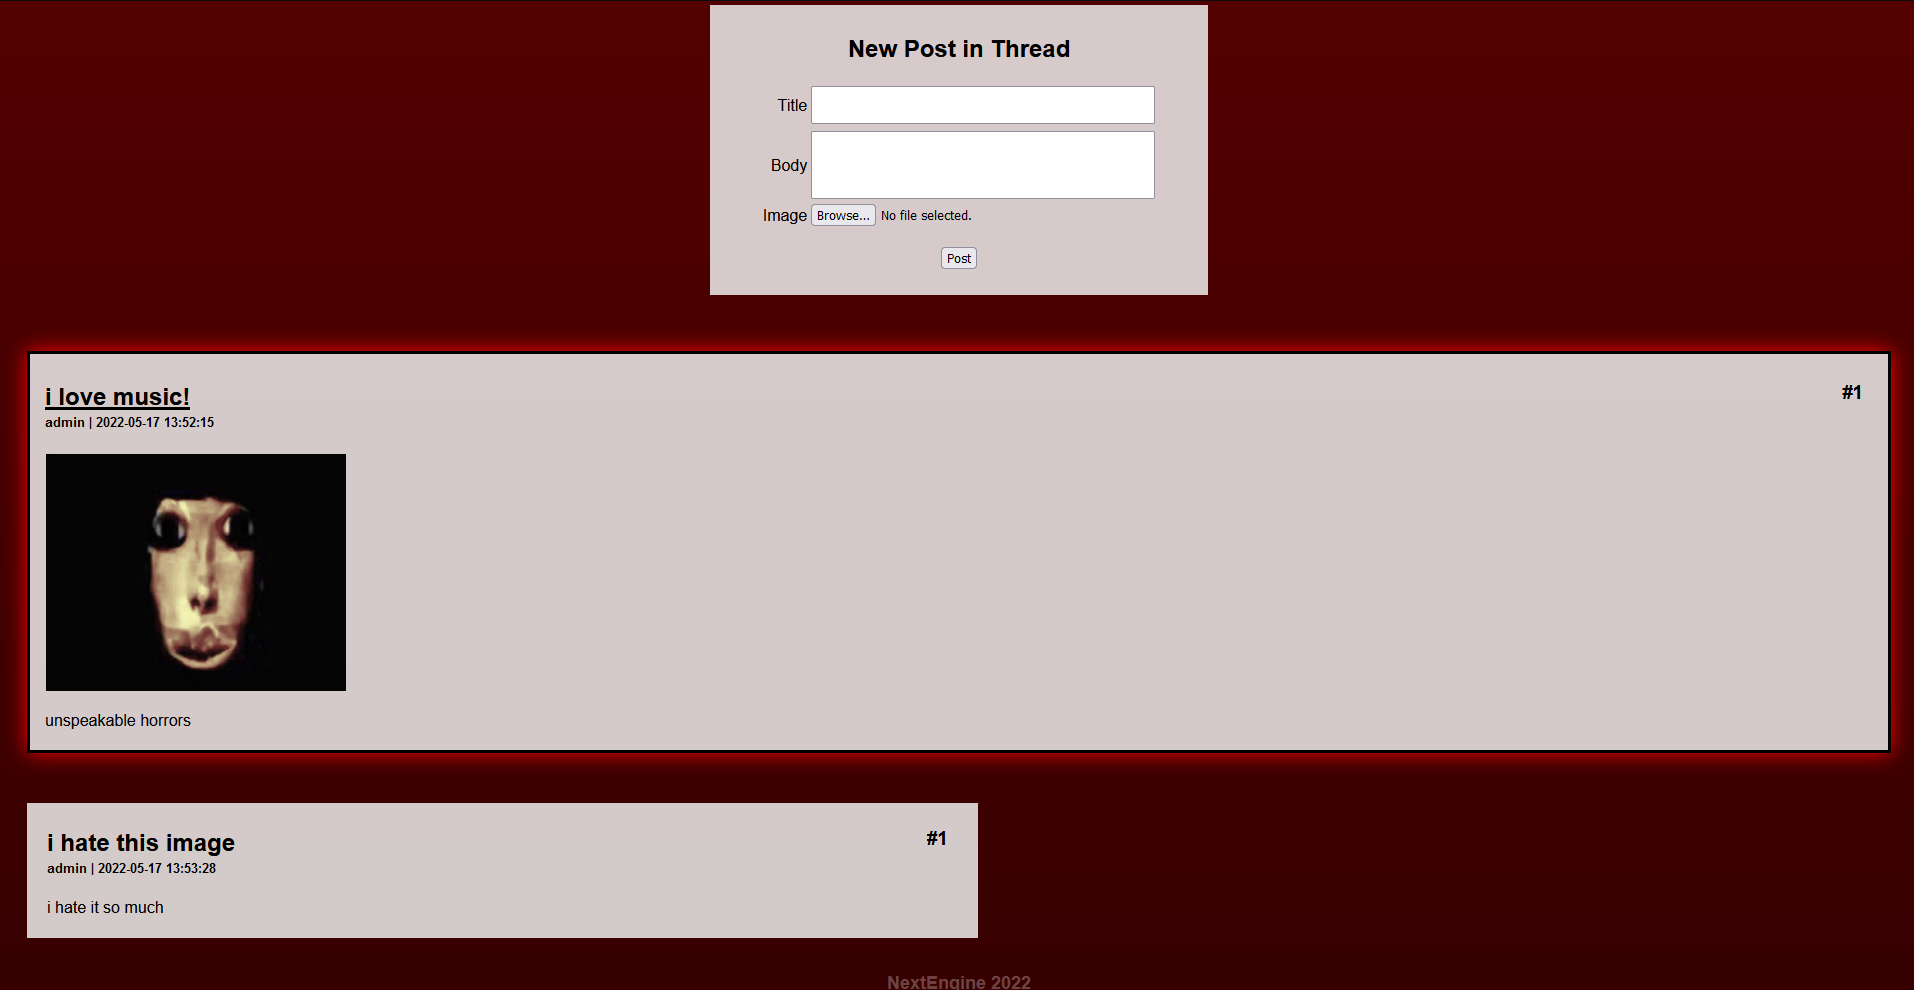 New Post in Thread
Title
Body
Image Browse... No file selected.
Post
i love music! #1
admin | 2022-05-17 13:52:15
unspeakable horrors
i hate this image #1
admin | 2022-05-17 13:53:28
i hate it so much
NextEngine 2022